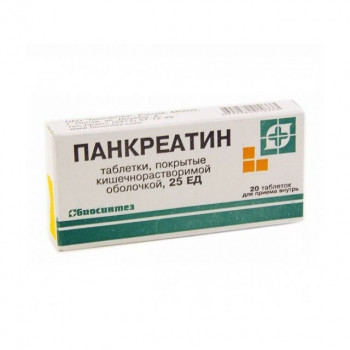 ПАНКРЕАТИН
таблетки, покрытые
кишечнорастворимой
оболочкой, 25 ЕД
20 таблеток
для приема внутрь
Биосинтез